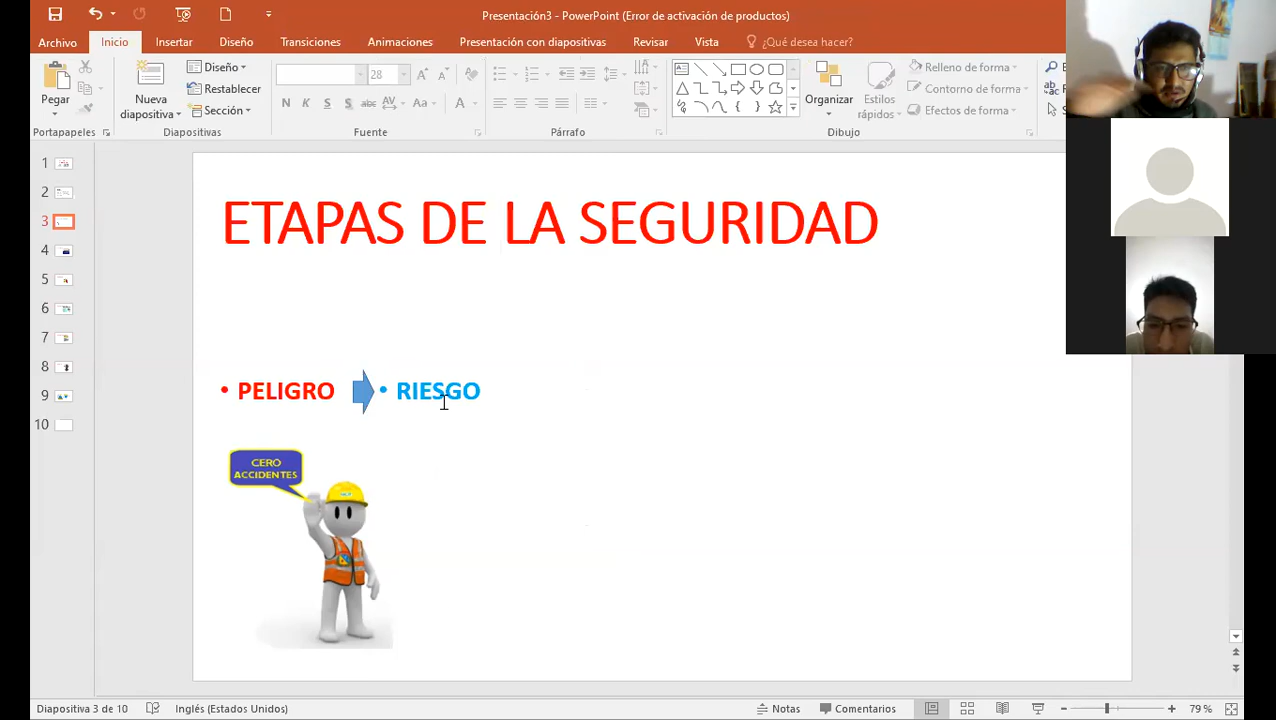 Presentación3 - PowerPoint (Error de activación de productos)
Archivo Inicio Insertar Diseño Transiciones Animaciones Presentación con diapositivas Revisar Vista ¿Qué desea hacer?
Pegar
Nueva diapositiva
Diseño
Restablecer
Sección
28
N K S S abc AV Aa A
Organizar
Estilos rápidos
Relleno de forma
Contorno de forma
Efectos de forma
Portapapeles Diapositivas Fuente Párrafo Dibujo
1
2
3
4
5
6
7
8
9
10
ETAPAS DE LA SEGURIDAD
• PELIGRO • RIESGO
CERO
ACCIDENTES
Diapositiva 3 de 10 Inglés (Estados Unidos) Notas Comentarios 79 %